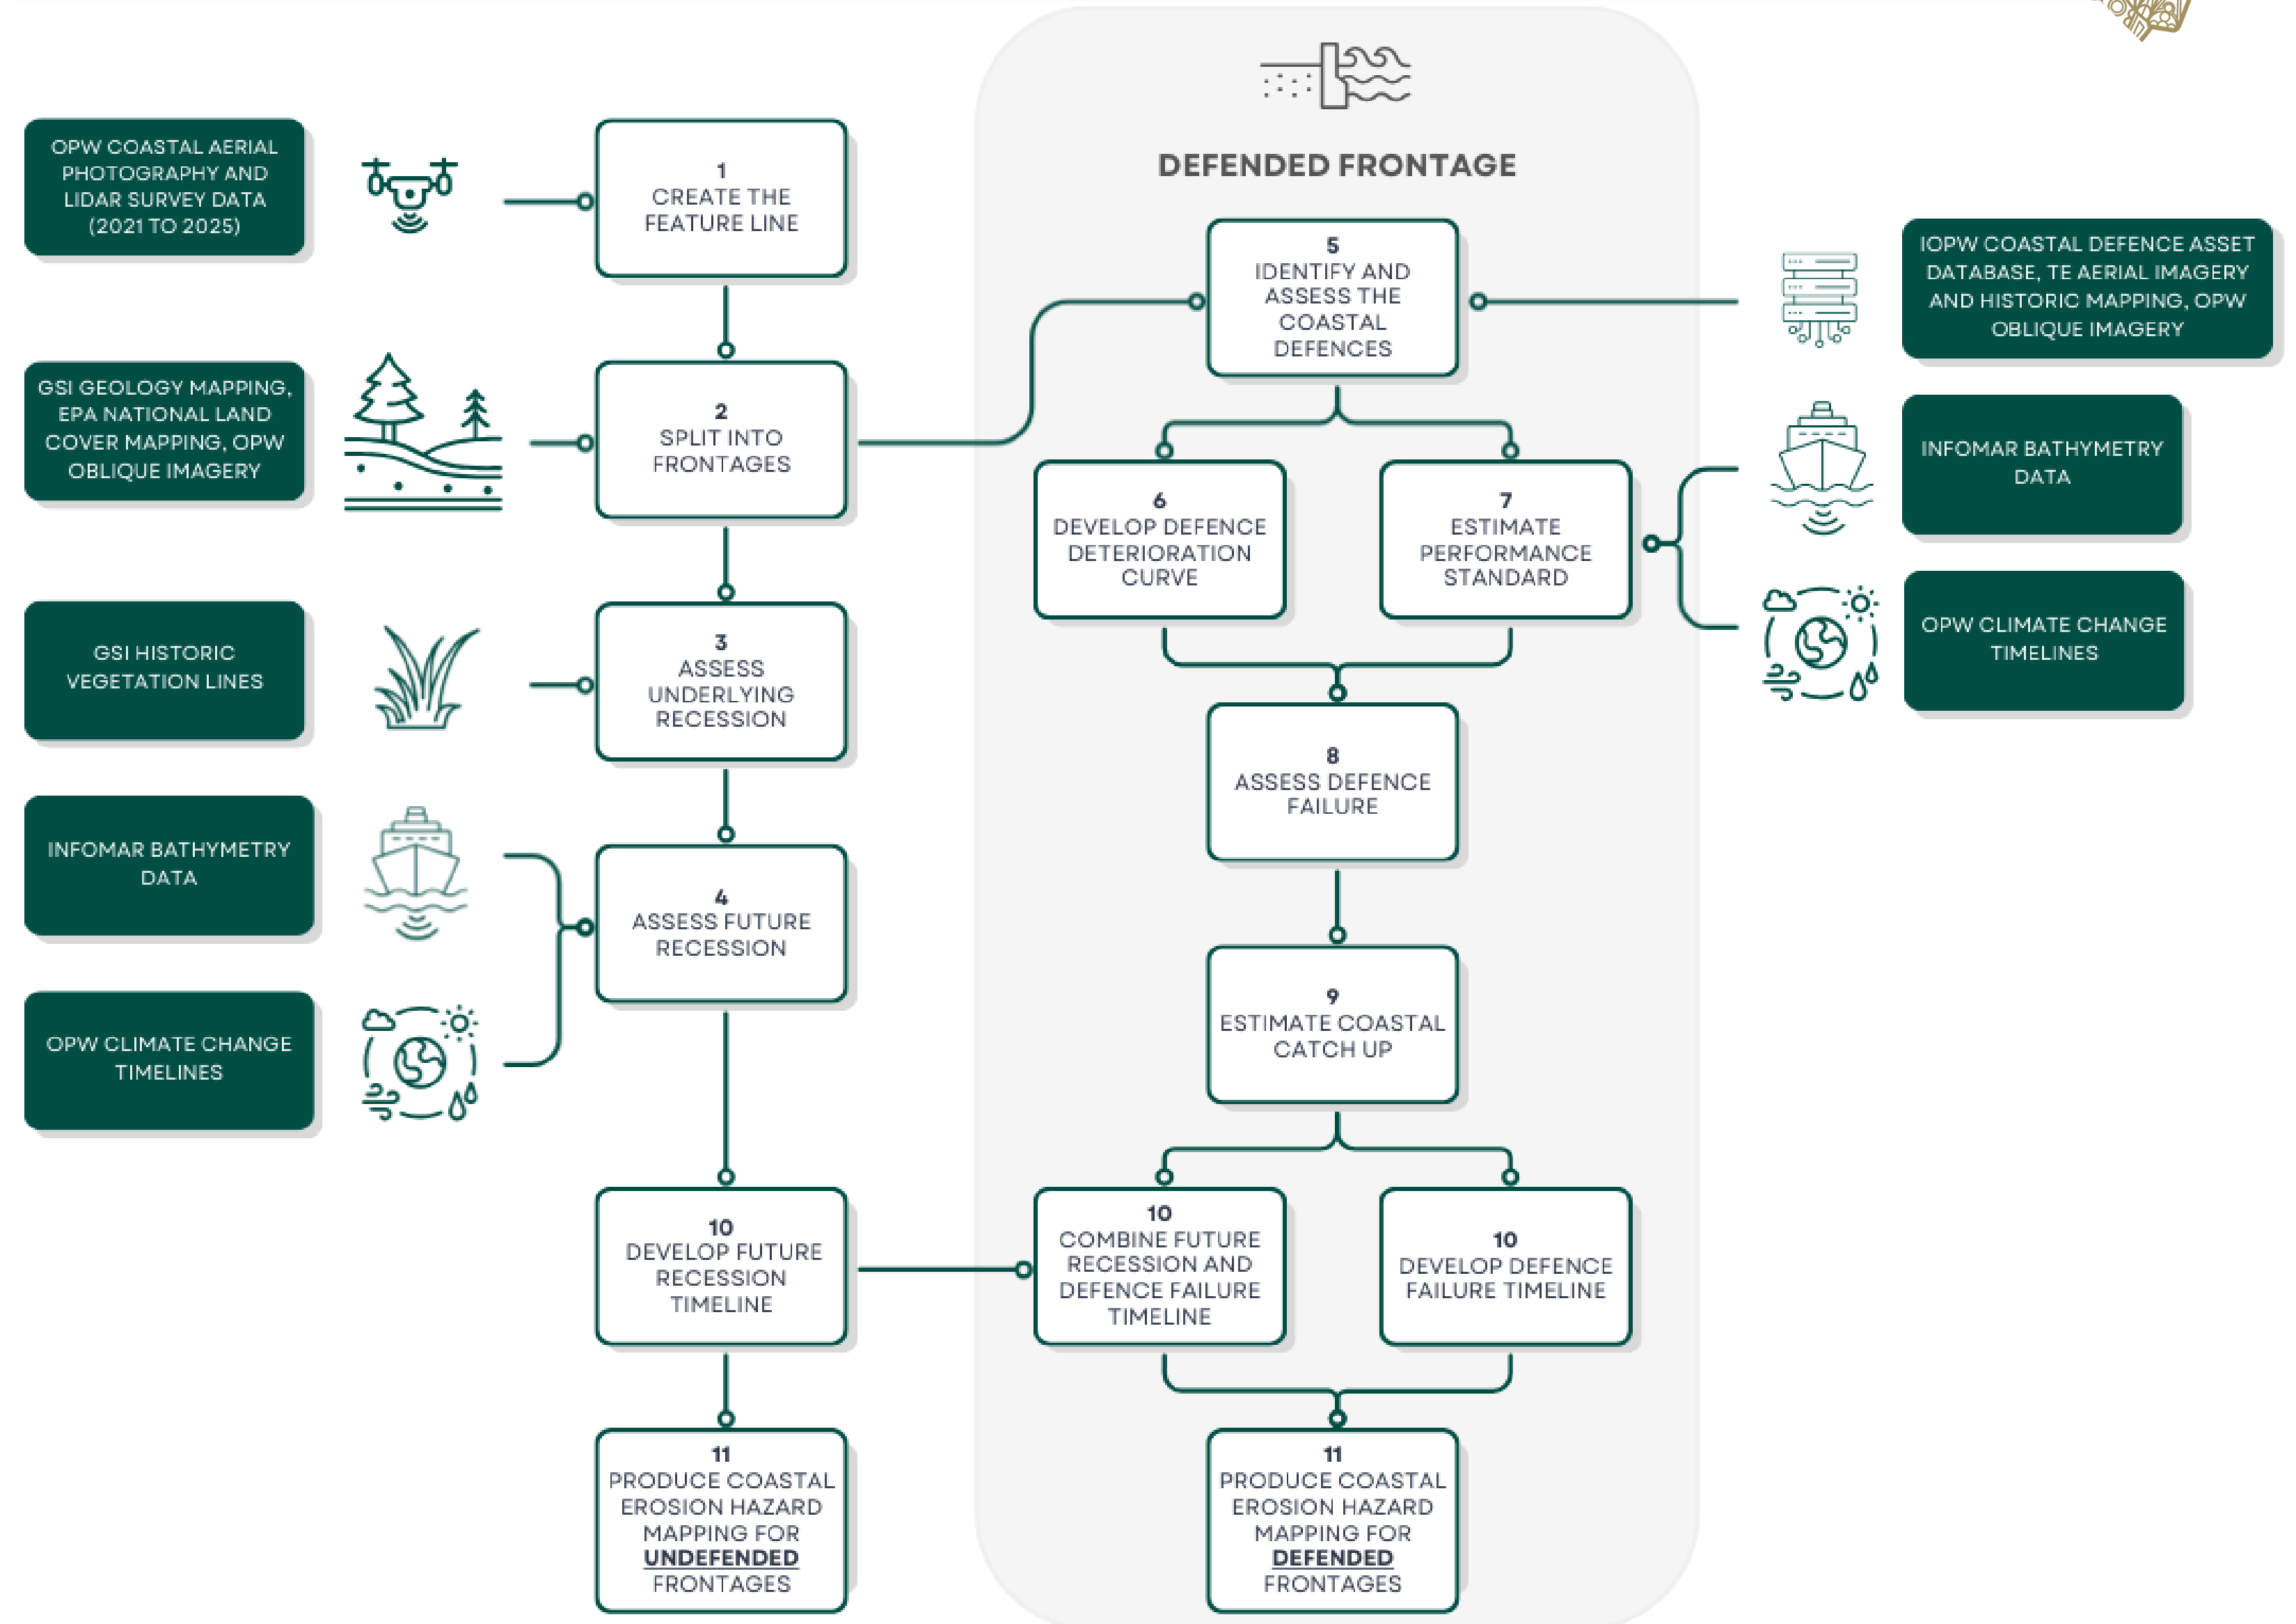 OPW COASTAL AERIAL
PHOTOGRAPHY AND
LIDAR SURVEY DATA
(2021 TO 2025)
1
CREATE THE
FEATURE LINE
GSI GEOLOGY MAPPING,
EPA NATIONAL LAND
COVER MAPPING, OPW
OBLIQUE IMAGERY
2
SPLIT INTO
FRONTAGES
GSI HISTORIC
VEGETATION LINES
3
ASSESS
UNDERLYING
RECESSION
INFOMAR BATHYMETRY
DATA
OPW CLIMATE CHANGE
TIMELINES
4
ASSESS FUTURE
RECESSION
10
DEVELOP FUTURE
RECESSION
TIMELINE
11
PRODUCE COASTAL
EROSION HAZARD
MAPPING FOR
UNDEFENDED
FRONTAGES
DEFENDED FRONTAGE
5
IDENTIFY AND
ASSESS THE
COASTAL
DEFENCES
IOPW COASTAL DEFENCE ASSET
DATABASE, TE AERIAL IMAGERY
AND HISTORIC MAPPING, OPW
OBLIQUE IMAGERY
6
DEVELOP DEFENCE
DETERIORATION
CURVE
7
ESTIMATE
PERFORMANCE
STANDARD
INFOMAR BATHYMETRY
DATA
OPW CLIMATE CHANGE
TIMELINES
8
ASSESS DEFENCE
FAILURE
9
ESTIMATE COASTAL
CATCH UP
10
COMBINE FUTURE
RECESSION AND
DEFENCE FAILURE
TIMELINE
10
DEVELOP DEFENCE
FAILURE TIMELINE
11
PRODUCE COASTAL
EROSION HAZARD
MAPPING FOR
DEFENDED
FRONTAGES